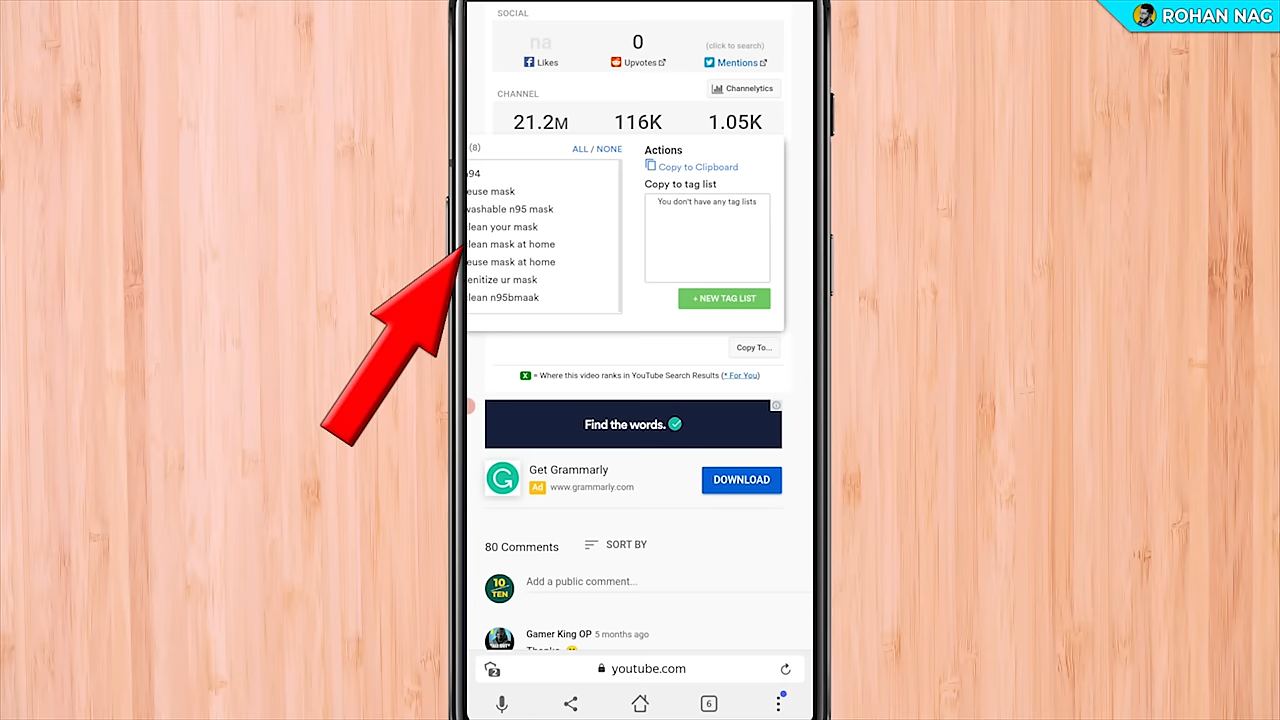 ROHAN NAG
SOCIAL
na 0 (click to search)
Likes Upvotes Mentions
CHANNEL Channelytics
21.2M 116K 1.05K
(8) ALL / NONE
n94
euse mask
washable n95 mask
lean your mask
lean mask at home
euse mask at home
enitize ur mask
lean n95bmaak
Actions
Copy to Clipboard
Copy to tag list
You don't have any tag lists
+ NEW TAG LIST
Copy To...
X = Where this video ranks in YouTube Search Results (* For You)
Find the words.
Get Grammarly
Ad www.grammarly.com
DOWNLOAD
80 Comments SORT BY
10 TEN
Add a public comment...
Gamer King OP 5 months ago
Thanks
2 youtube.com
6